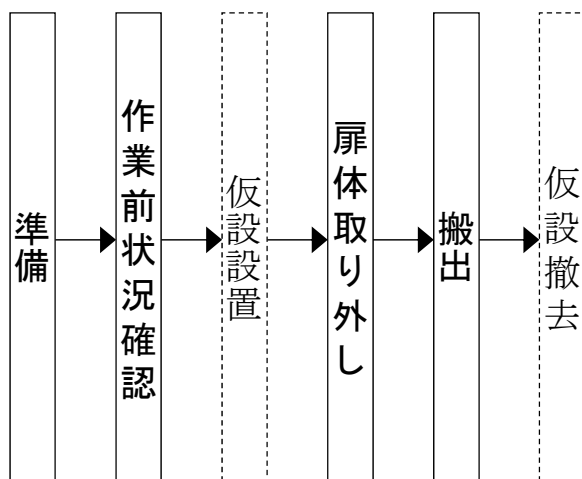 準備
作業前状況確認
仮設設置
扉体取り外し
搬出
仮設撤去